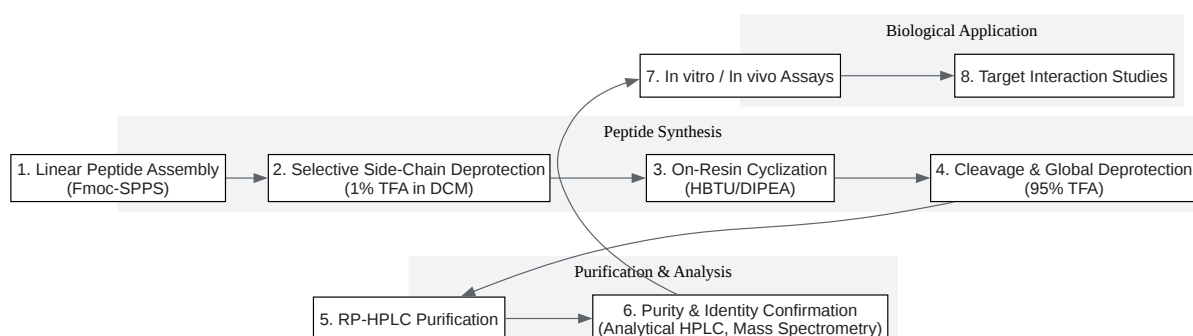 Biological Application
7. In vitro / In vivo Assays
8. Target Interaction Studies
Peptide Synthesis
1. Linear Peptide Assembly
(Fmoc-SPPS)
2. Selective Side-Chain Deprotection
(1% TFA in DCM)
3. On-Resin Cyclization
(HBTU/DIPEA)
4. Cleavage & Global Deprotection
(95% TFA)
Purification & Analysis
5. RP-HPLC Purification
6. Purity & Identity Confirmation
(Analytical HPLC, Mass Spectrometry)